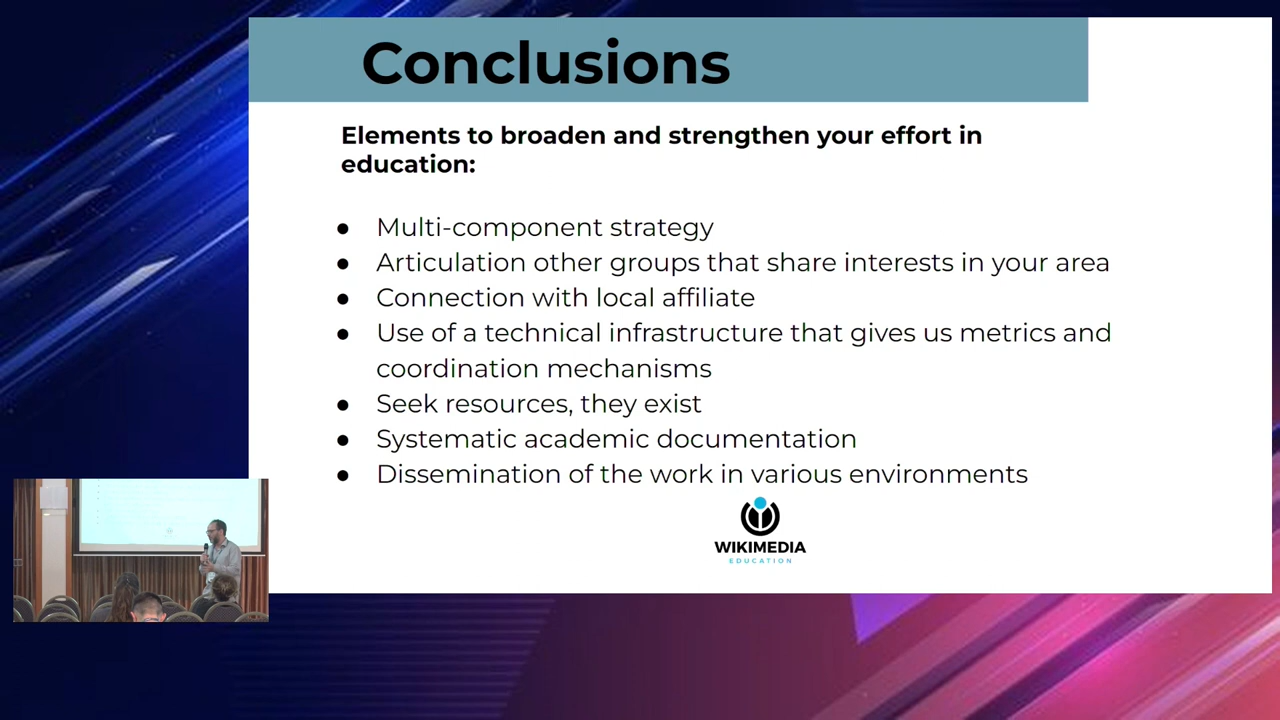 Conclusions
Elements to broaden and strengthen your effort in
education:
● Multi-component strategy
● Articulation other groups that share interests in your area
● Connection with local affiliate
● Use of a technical infrastructure that gives us metrics and
coordination mechanisms
● Seek resources, they exist
● Systematic academic documentation
● Dissemination of the work in various environments
WIKIMEDIA
EDUCATION